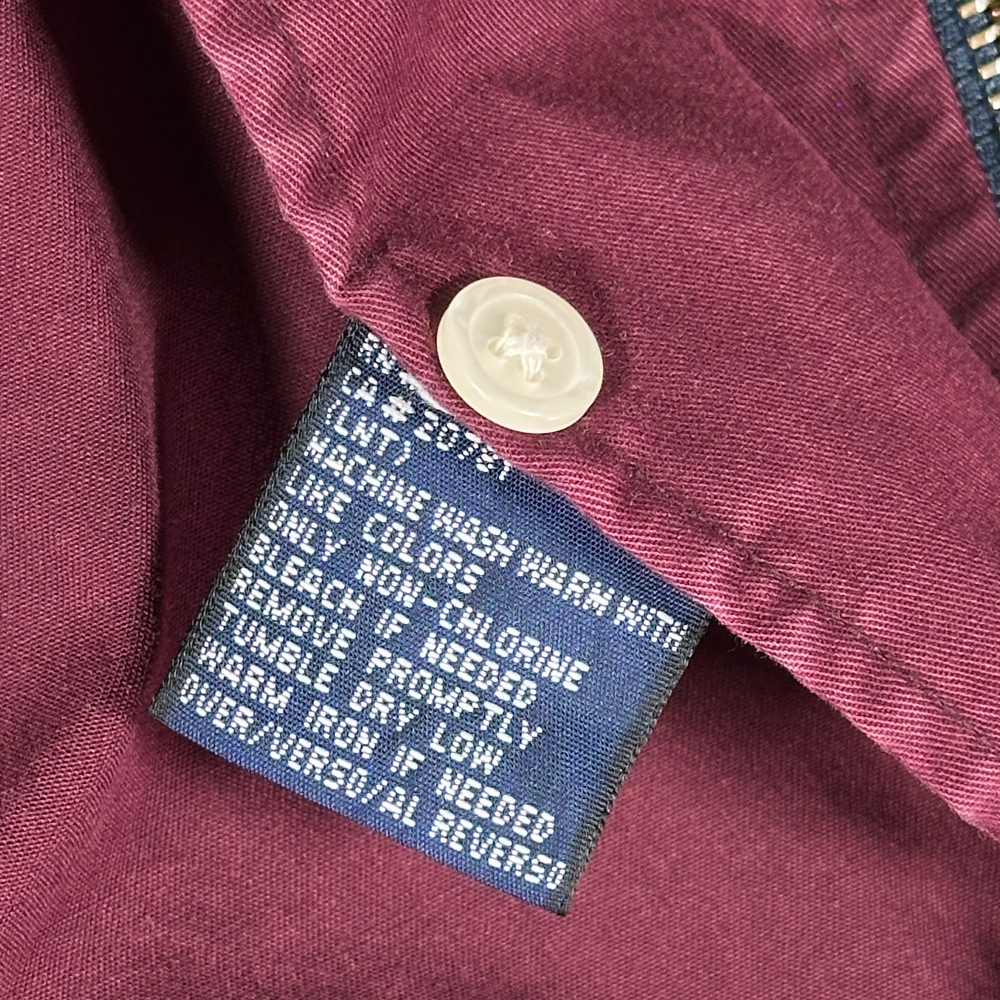 CA# 30781
(LNT)
MACHINE WASH WARM WITH
LIKE COLORS
ONLY NON-CHLORINE
BLEACH IF NEEDED
REMOVE PROMPTLY
TUMBLE DRY LOW
WARM IRON IF NEEDED
OVER/VERSO/AL REVERSO